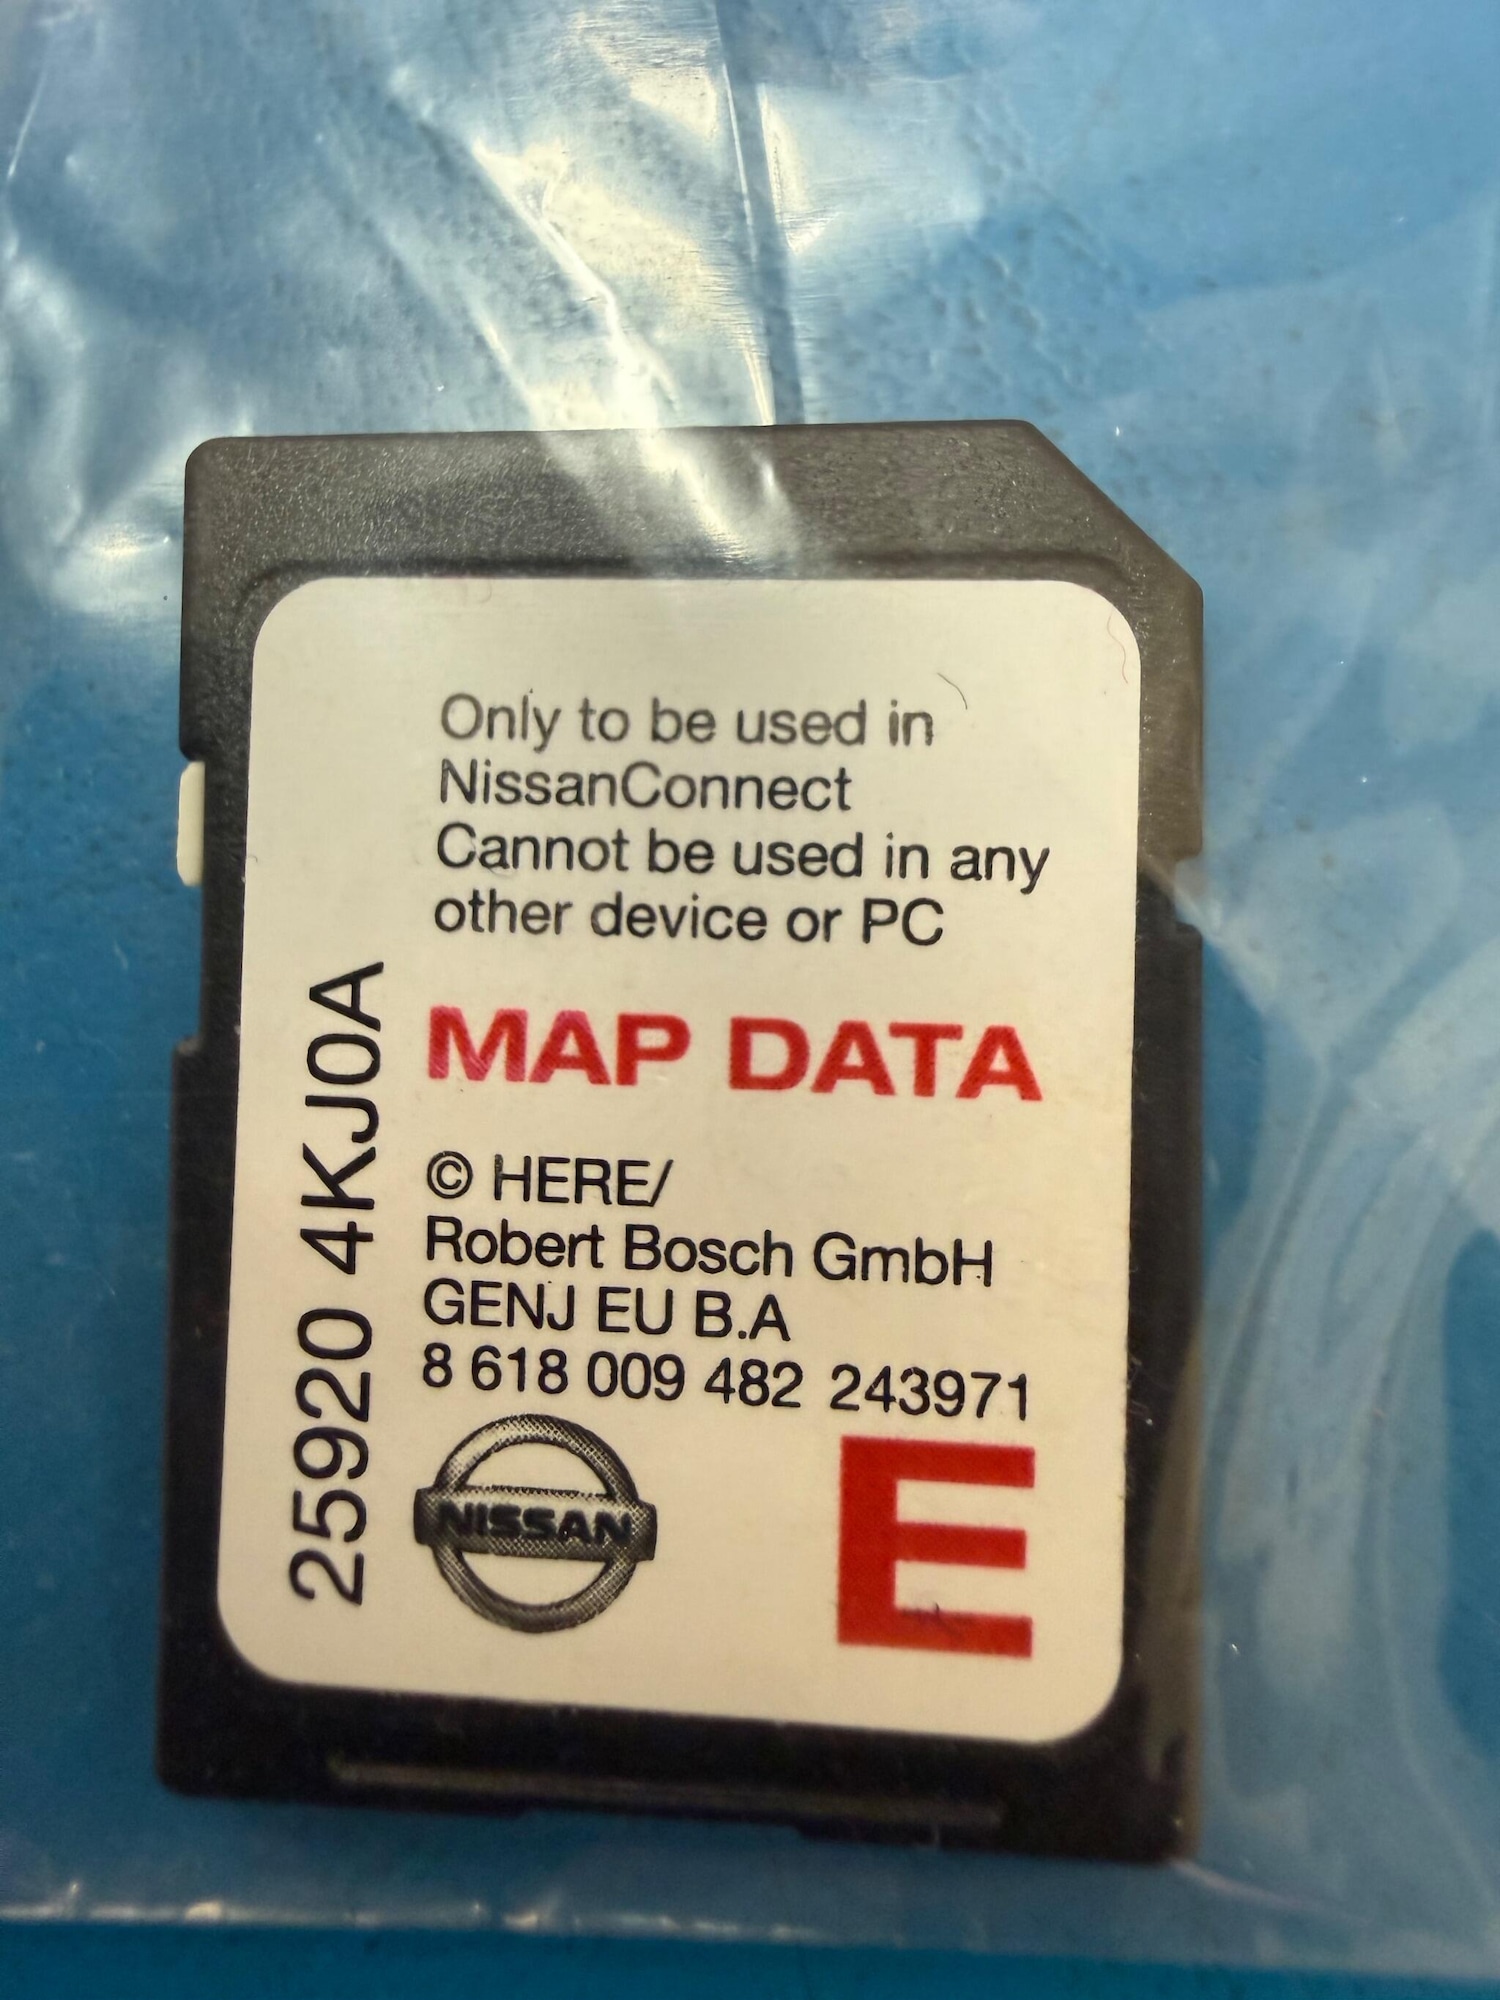 Only to be used in
NissanConnect
Cannot be used in any
other device or PC
MAP DATA
© HERE/
Robert Bosch GmbH
GENJ EU B.A
8 618 009 482 243971
25920 4KJ0A
NISSAN
E